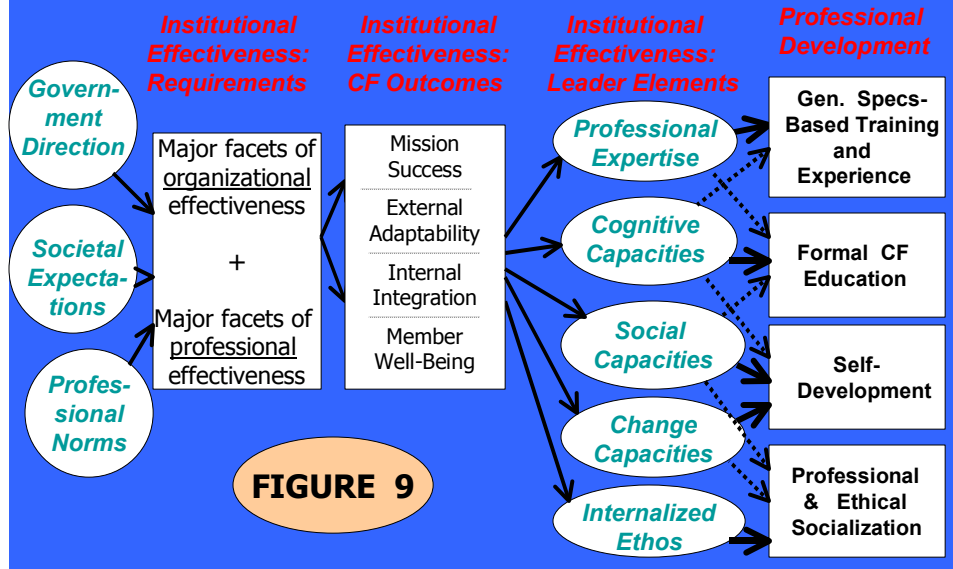 Institutional
Effectiveness:
Requirements
Institutional
Effectiveness:
CF Outcomes
Institutional
Effectiveness:
Leader Elements
Professional
Development
Govern-
ment
Direction
Societal
Expecta-
tions
Profes-
sional
Norms
Major facets of
organizational
effectiveness
+
Major facets of
professional
effectiveness
Mission
Success
External
Adaptability
Internal
Integration
Member
Well-Being
Professional
Expertise
Cognitive
Capacities
Social
Capacities
Change
Capacities
Internalized
Ethos
Gen. Specs-
Based Training
and
Experience
Formal CF
Education
Self-
Development
Professional
& Ethical
Socialization
FIGURE 9